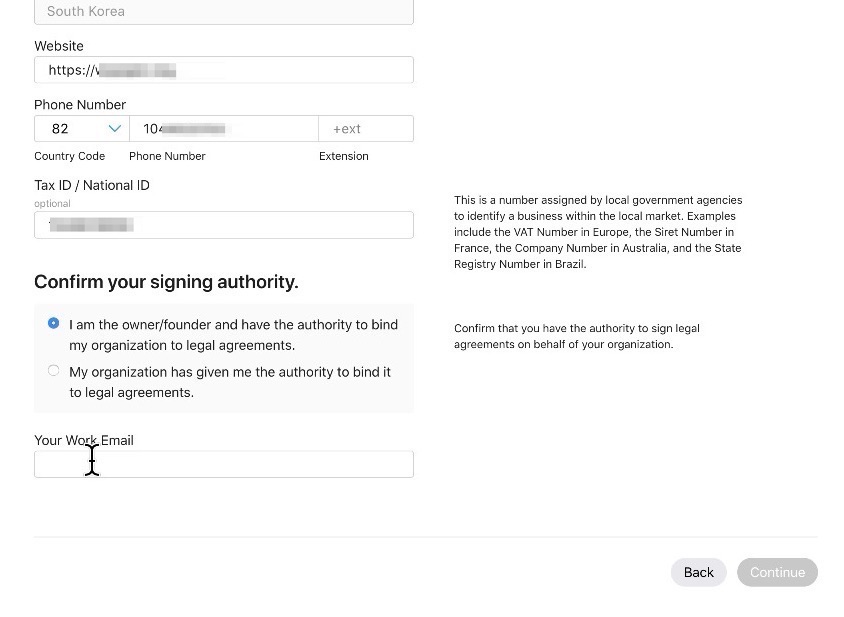 South Korea
Website
https://
Phone Number
82
10
+ext
Country Code
Phone Number
Extension
Tax ID / National ID
optional
This is a number assigned by local government agencies
to identify a business within the local market. Examples
include the VAT Number in Europe, the Siret Number in
France, the Company Number in Australia, and the State
Registry Number in Brazil.
Confirm your signing authority.
I am the owner/founder and have the authority to bind
my organization to legal agreements.
My organization has given me the authority to bind it
to legal agreements.
Confirm that you have the authority to sign legal
agreements on behalf of your organization.
Your Work Email
Back
Continue